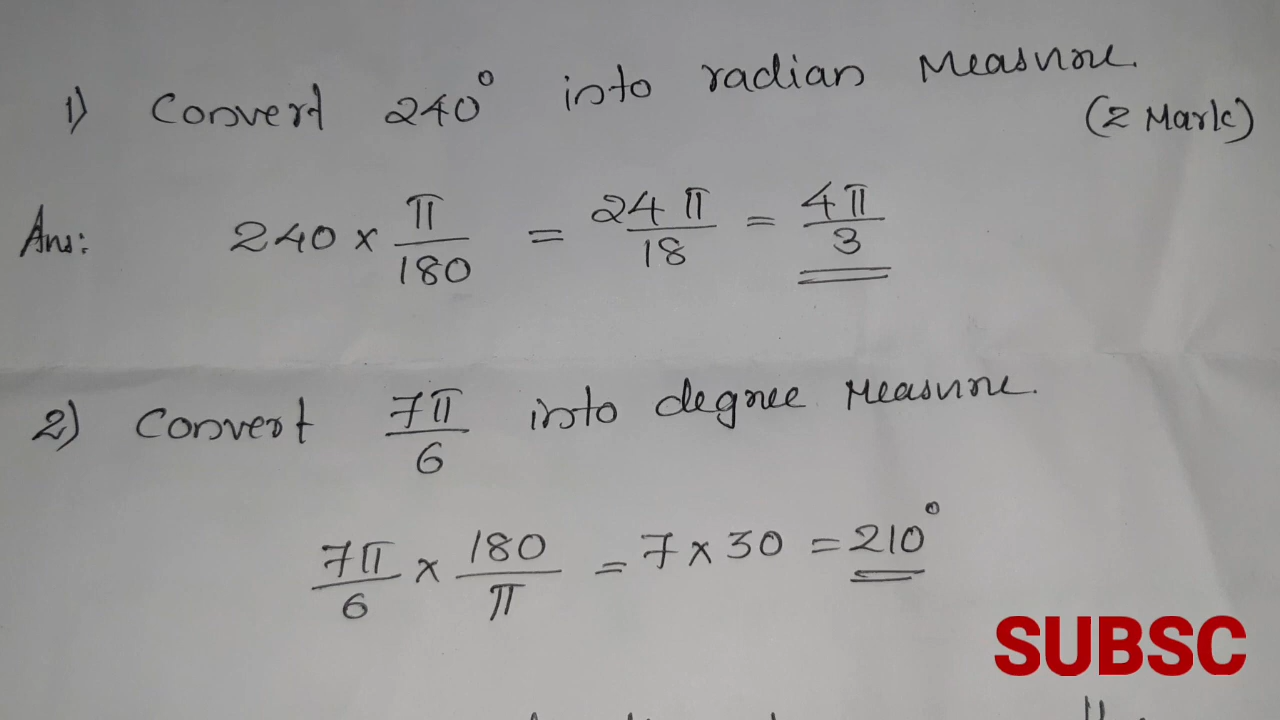 1) Convert 240° into radian Measure.
(2 Mark)
Ans: 240 × π/180 = 24π/18 = 4π/3
2) Convert 7π/6 into degree Measure.
7π/6 × 180/π = 7 × 30 = 210°
SUBSC